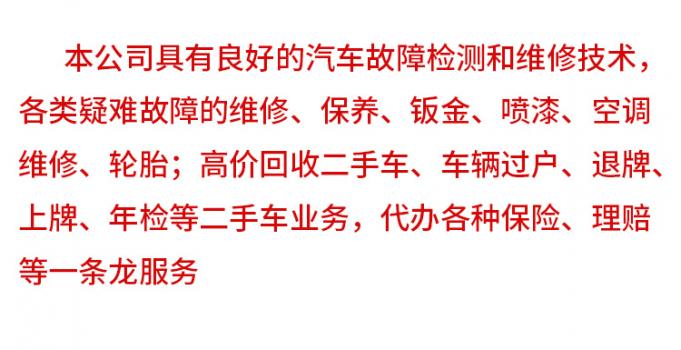 本公司具有良好的汽车故障检测和维修技术，
各类疑难故障的维修、保养、钣金、喷漆、空调
维修、轮胎；高价回收二手车、车辆过户、退牌、
上牌、年检等二手车业务，代办各种保险、理赔
等一条龙服务